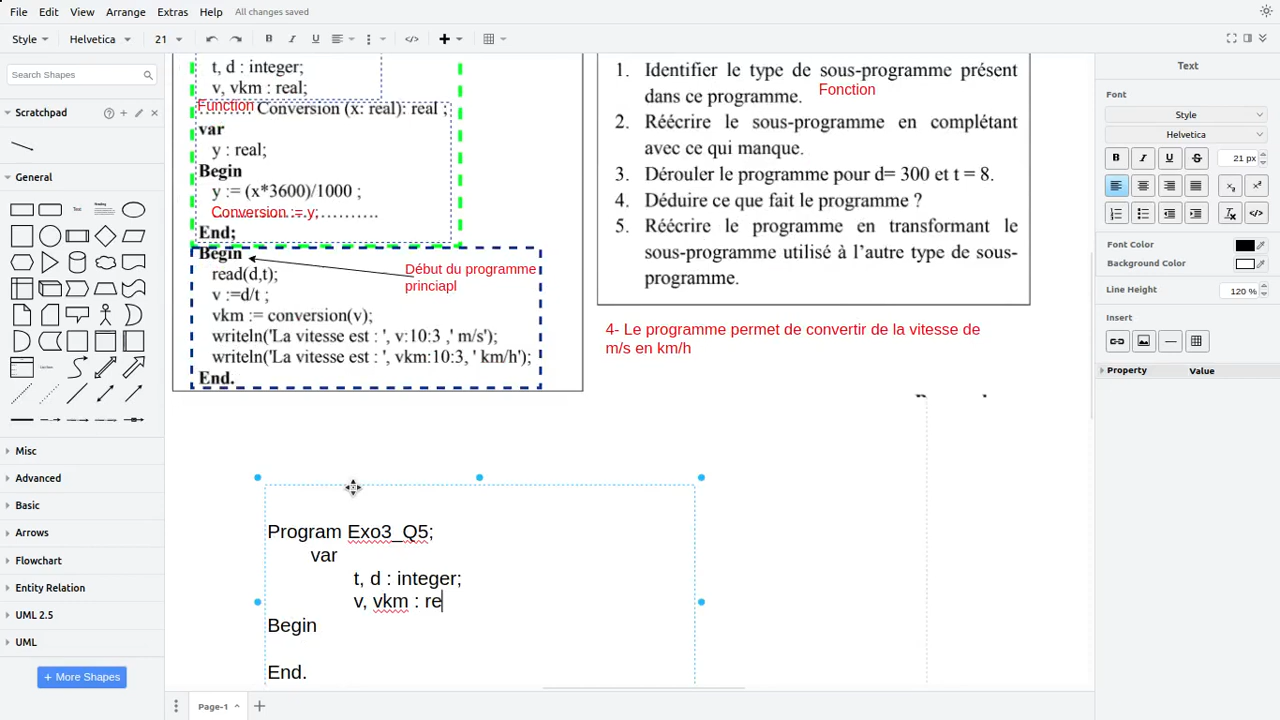 File Edit View Arrange Extras Help All changes saved
Style Helvetica 21
Search Shapes
Scratchpad
General
Misc
Advanced
Basic
Arrows
Flowchart
Entity Relation
UML 2.5
UML
+ More Shapes
t, d : integer;
v, vkm : real;
Function
......... Conversion (x: real): real ;
var
y : real;
Begin
y := (x*3600)/1000 ;
Conversion := y;
End;
Begin
read(d,t);
v :=d/t ;
vkm := conversion(v);
writeln('La vitesse est : ', v:10:3 ,' m/s');
writeln('La vitesse est : ', vkm:10:3, ' km/h');
End.
Début du programme
princiapl
1. Identifier le type de sous-programme présent
dans ce programme.
Fonction
2. Réécrire le sous-programme en complétant
avec ce qui manque.
3. Dérouler le programme pour d= 300 et t = 8.
4. Déduire ce que fait le programme ?
5. Réécrire le programme en transformant le
sous-programme utilisé à l'autre type de sous-
programme.
4- Le programme permet de convertir de la vitesse de
m/s en km/h
Program Exo3_Q5;
var
t, d : integer;
v, vkm : re
Begin
End.
Page-1
Text
Font
Style
Helvetica
21 px
Font Color
Background Color
Line Height 120 %
Insert
Property Value